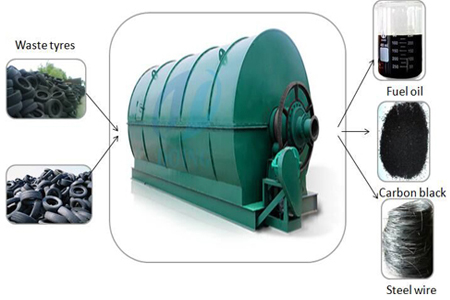 Waste tyres
Fuel oil
Carbon black
Steel wire